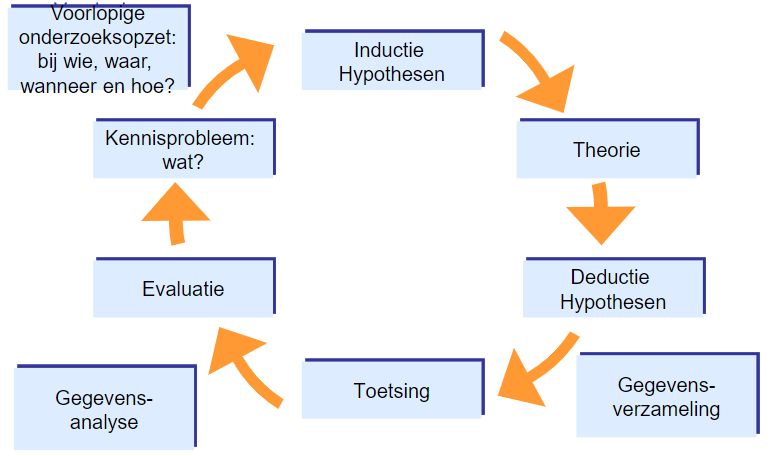 Voorlopige
onderzoeksopzet:
bij wie, waar,
wanneer en hoe?
Inductie
Hypothesen
Kennisprobleem:
wat?
Theorie
Evaluatie
Deductie
Hypothesen
Gegevens-
analyse
Toetsing
Gegevens-
verzameling